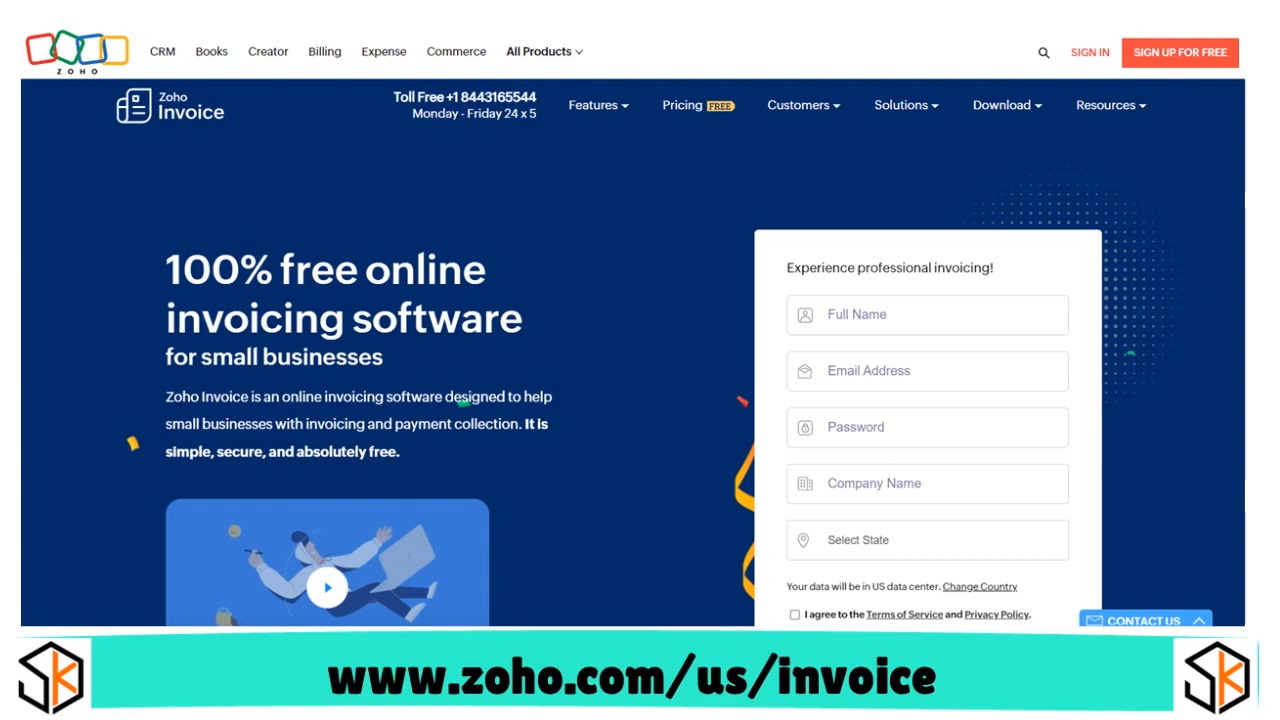 ZOHO
CRM Books Creator Billing Expense Commerce All Products
SIGN IN
SIGN UP FOR FREE
Zoho
Invoice
Toll Free +1 8443165544
Monday - Friday 24 x 5
Features
Pricing FREE
Customers
Solutions
Download
Resources
100% free online
invoicing software
for small businesses
Zoho Invoice is an online invoicing software designed to help
small businesses with invoicing and payment collection. It is
simple, secure, and absolutely free.
Experience professional invoicing!
Full Name
Email Address
Password
Company Name
Select State
Your data will be in US data center. Change Country
I agree to the Terms of Service and Privacy Policy.
CONTACT US
SK
www.zoho.com/us/invoice
SK